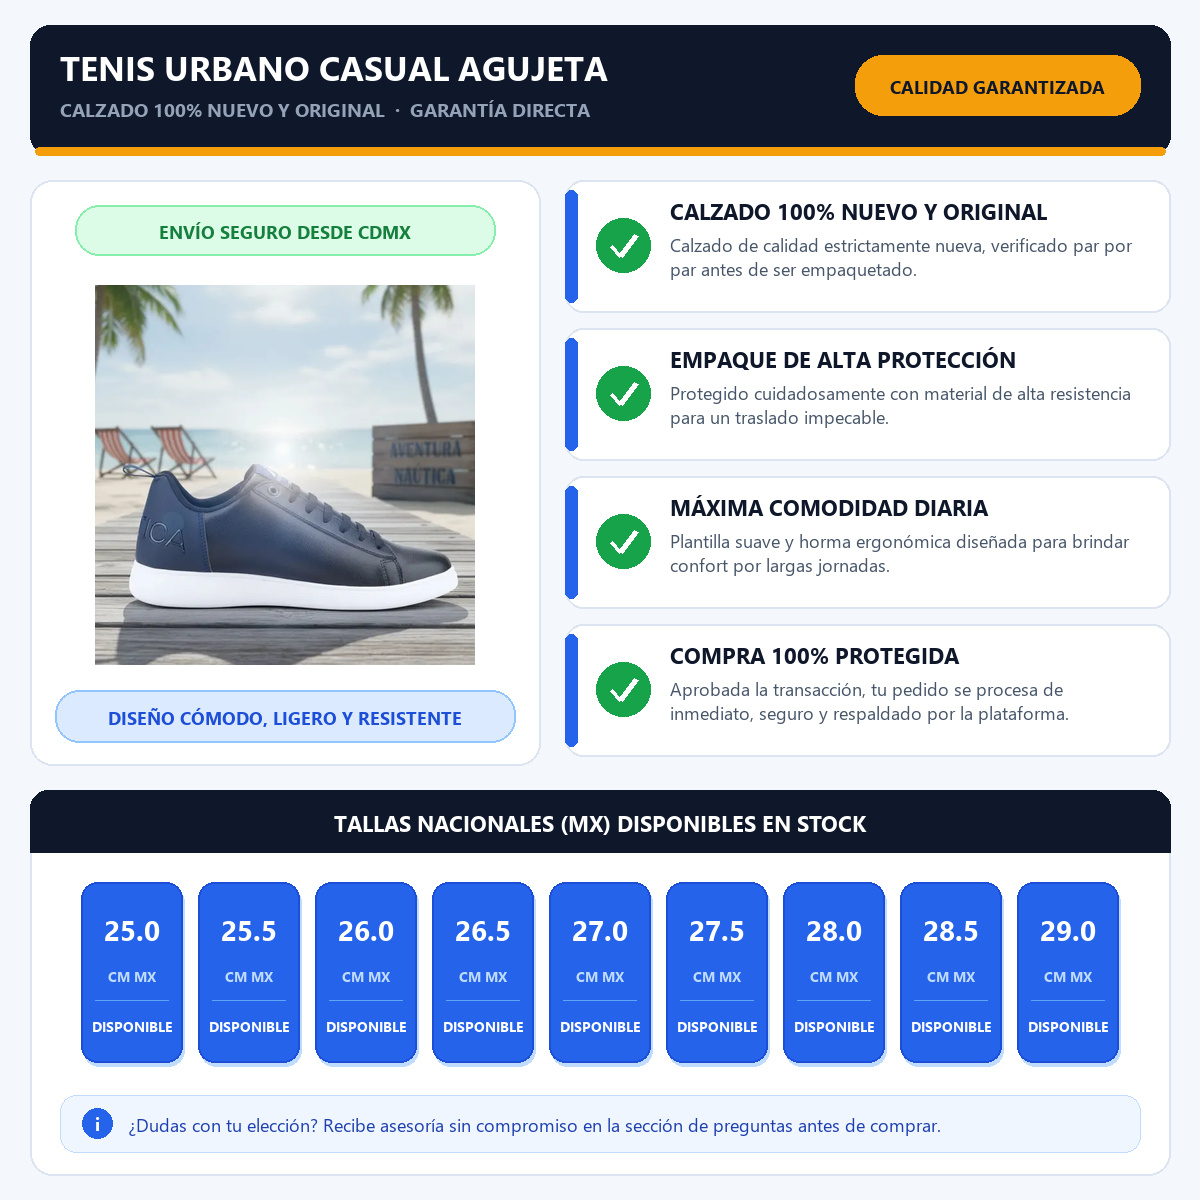 TENIS URBANO CASUAL AGUJETA
CALZADO 100% NUEVO Y ORIGINAL · GARANTÍA DIRECTA
CALIDAD GARANTIZADA
ENVÍO SEGURO DESDE CDMX
AVENTURA
NAÚTICA
ICA
DISEÑO CÓMODO, LIGERO Y RESISTENTE
CALZADO 100% NUEVO Y ORIGINAL
Calzado de calidad estrictamente nueva, verificado par por
par antes de ser empaquetado.
EMPAQUE DE ALTA PROTECCIÓN
Protegido cuidadosamente con material de alta resistencia
para un traslado impecable.
MÁXIMA COMODIDAD DIARIA
Plantilla suave y horma ergonómica diseñada para brindar
confort por largas jornadas.
COMPRA 100% PROTEGIDA
Aprobada la transacción, tu pedido se procesa de
inmediato, seguro y respaldado por la plataforma.
TALLAS NACIONALES (MX) DISPONIBLES EN STOCK
25.0 25.5 26.0 26.5 27.0 27.5 28.0 28.5 29.0
CM MX CM MX CM MX CM MX CM MX CM MX CM MX CM MX CM MX
DISPONIBLE DISPONIBLE DISPONIBLE DISPONIBLE DISPONIBLE DISPONIBLE DISPONIBLE DISPONIBLE DISPONIBLE
¿Dudas con tu elección? Recibe asesoría sin compromiso en la sección de preguntas antes de comprar.